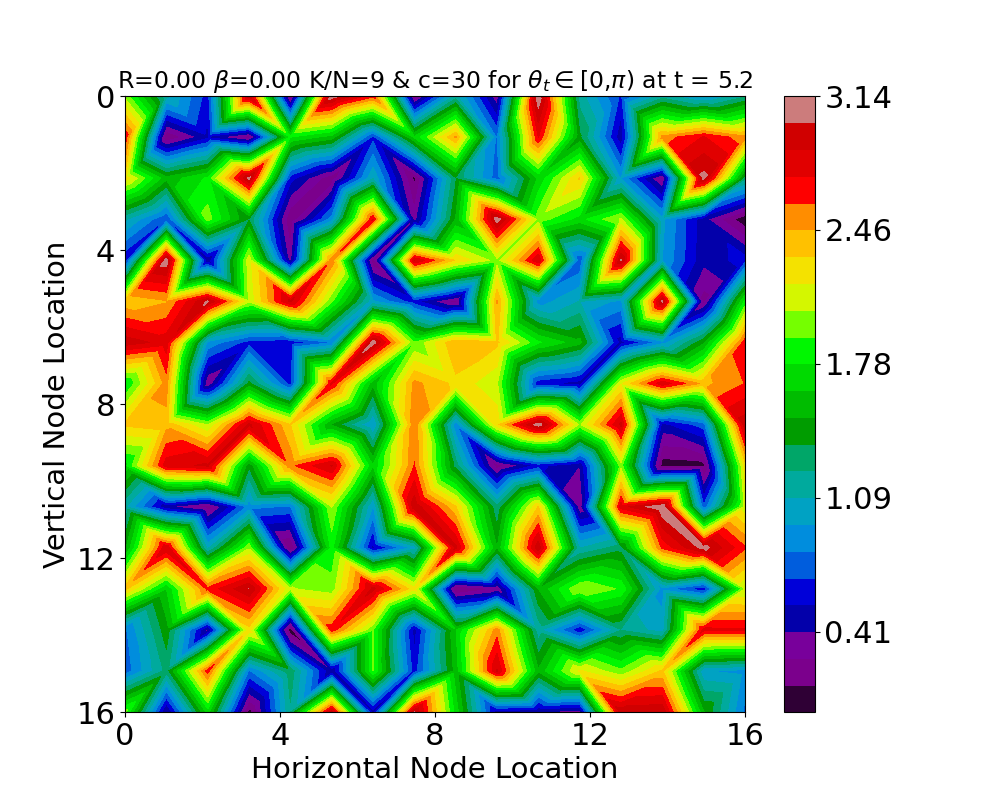 R=0.00 β=0.00 K/N=9 & c=30 for θₜ ∈ [0,π) at t = 5.2
0
4
8
12
16
0 4 8 12 16
Vertical Node Location
Horizontal Node Location
3.14
2.46
1.78
1.09
0.41